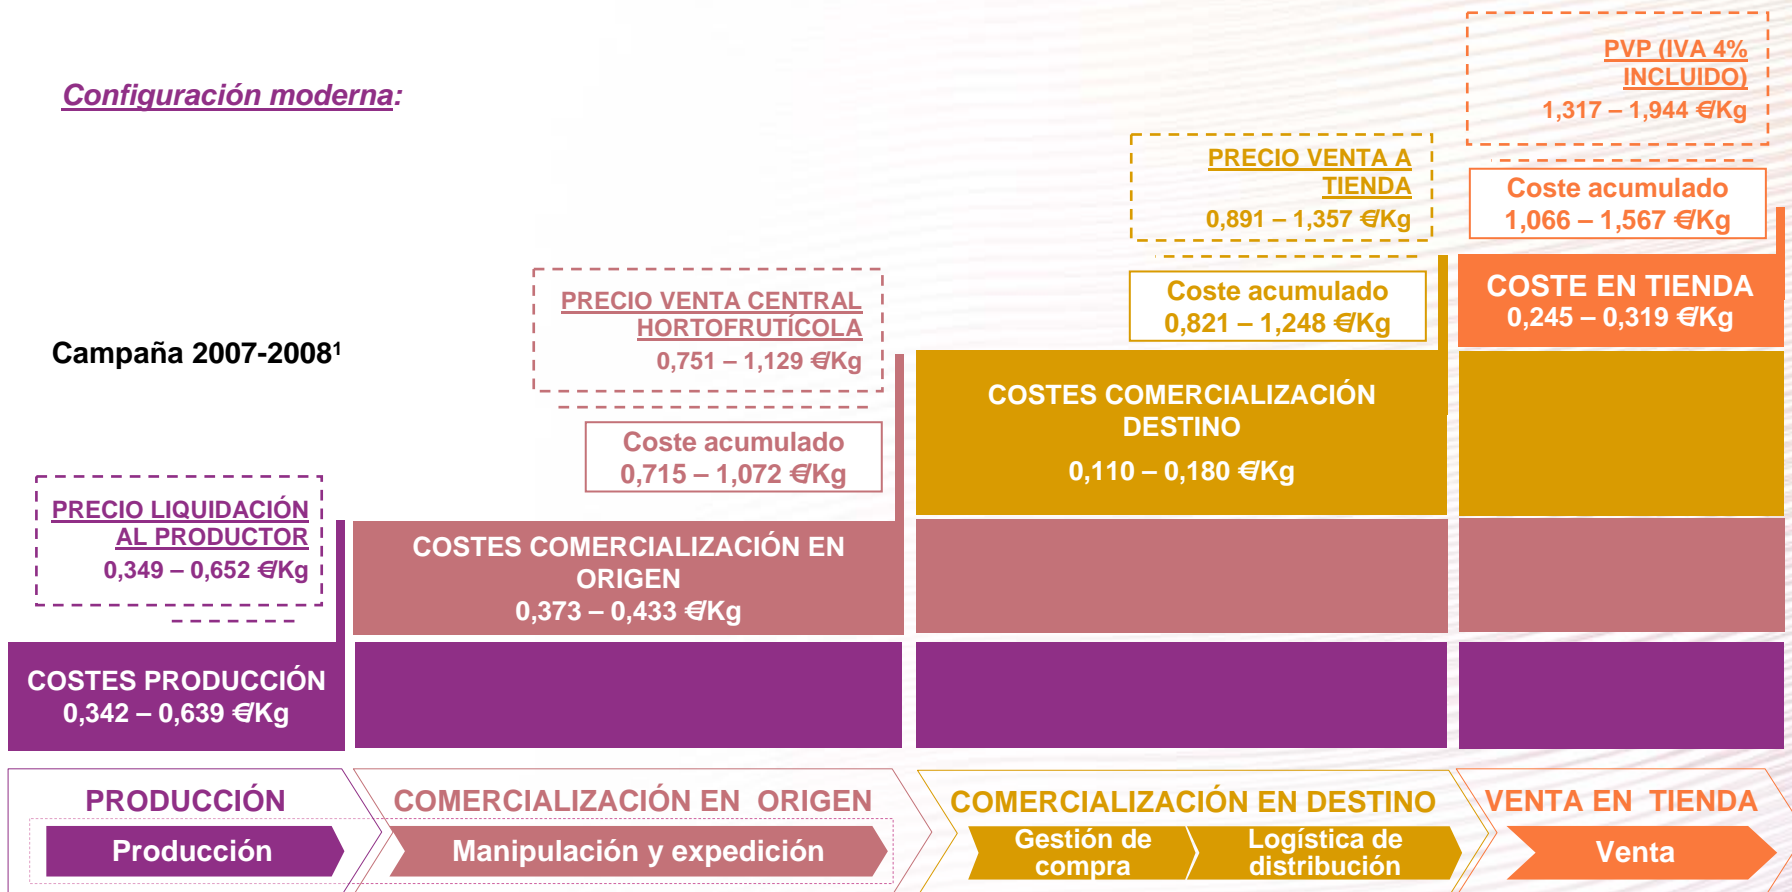 Configuración moderna:
Campaña 2007-2008¹
PVP (IVA 4%
INCLUIDO)
1,317 – 1,944 €/Kg
Coste acumulado
1,066 – 1,567 €/Kg
COSTE EN TIENDA
0,245 – 0,319 €/Kg
PRECIO VENTA A
TIENDA
0,891 – 1,357 €/Kg
Coste acumulado
0,821 – 1,248 €/Kg
COSTES COMERCIALIZACIÓN
DESTINO
0,110 – 0,180 €/Kg
PRECIO VENTA CENTRAL
HORTOFRUTÍCOLA
0,751 – 1,129 €/Kg
Coste acumulado
0,715 – 1,072 €/Kg
COSTES COMERCIALIZACIÓN EN
ORIGEN
0,373 – 0,433 €/Kg
PRECIO LIQUIDACIÓN
AL PRODUCTOR
0,349 – 0,652 €/Kg
COSTES PRODUCCIÓN
0,342 – 0,639 €/Kg
PRODUCCIÓN
Producción
COMERCIALIZACIÓN EN ORIGEN
Manipulación y expedición
COMERCIALIZACIÓN EN DESTINO
Gestión de
compra
Logística de
distribución
VENTA EN TIENDA
Venta